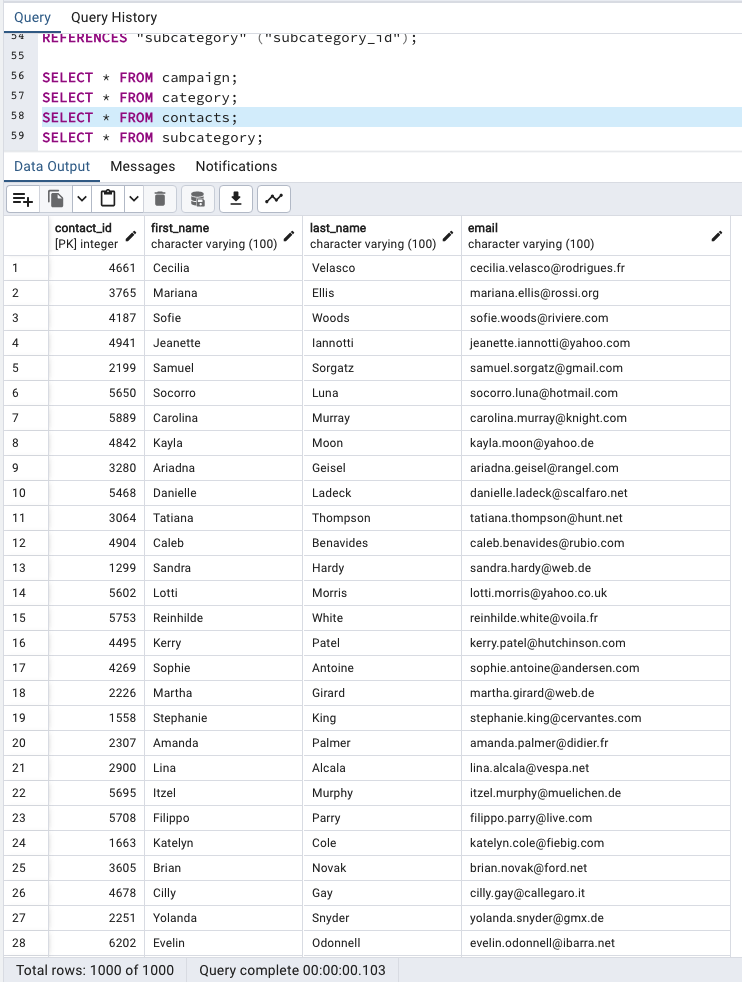 Query Query History
54 REFERENCES "subcategory" ("subcategory_id");
55
56 SELECT * FROM campaign;
57 SELECT * FROM category;
58 SELECT * FROM contacts;
59 SELECT * FROM subcategory;
Data Output Messages Notifications
contact_id first_name last_name email
[PK] integer character varying (100) character varying (100) character varying (100)
1 4661 Cecilia Velasco cecilia.velasco@rodrigues.fr
2 3765 Mariana Ellis mariana.ellis@rossi.org
3 4187 Sofie Woods sofie.woods@riviere.com
4 4941 Jeanette Iannotti jeanette.iannotti@yahoo.com
5 2199 Samuel Sorgatz samuel.sorgatz@gmail.com
6 5650 Socorro Luna socorro.luna@hotmail.com
7 5889 Carolina Murray carolina.murray@knight.com
8 4842 Kayla Moon kayla.moon@yahoo.de
9 3280 Ariadna Geisel ariadna.geisel@rangel.com
10 5468 Danielle Ladeck danielle.ladeck@scalfaro.net
11 3064 Tatiana Thompson tatiana.thompson@hunt.net
12 4904 Caleb Benavides caleb.benavides@rubio.com
13 1299 Sandra Hardy sandra.hardy@web.de
14 5602 Lotti Morris lotti.morris@yahoo.co.uk
15 5753 Reinhilde White reinhilde.white@voila.fr
16 4495 Kerry Patel kerry.patel@hutchinson.com
17 4269 Sophie Antoine sophie.antoine@andersen.com
18 2226 Martha Girard martha.girard@web.de
19 1558 Stephanie King stephanie.king@cervantes.com
20 2307 Amanda Palmer amanda.palmer@didier.fr
21 2900 Lina Alcala lina.alcala@vespa.net
22 5695 Itzel Murphy itzel.murphy@muelichen.de
23 5708 Filippo Parry filippo.parry@live.com
24 1663 Katelyn Cole katelyn.cole@fiebig.com
25 3605 Brian Novak brian.novak@ford.net
26 4678 Cilly Gay cilly.gay@callegaro.it
27 2251 Yolanda Snyder yolanda.snyder@gmx.de
28 6202 Evelin Odonnell evelin.odonnell@ibarra.net
Total rows: 1000 of 1000 Query complete 00:00:00.103